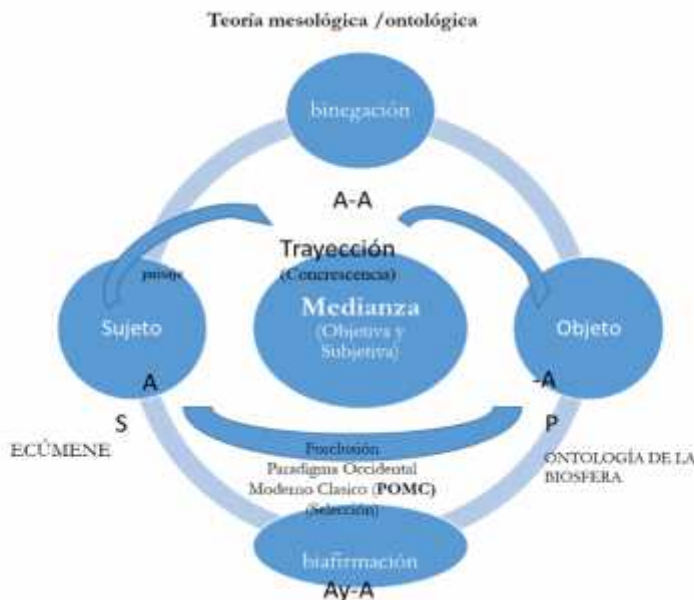 Teoría mesológica /ontológica
binegación
A-A
Trayección
(Concrescencia)
paisaje
Medianza
(Objetiva y
Subjetiva)
Sujeto
Objeto
A
-A
S
P
ECÚMENE
ONTOLOGÍA DE LA
BIOSFERA
Forclusión
Paradigma Occidental
Moderno Clasico (POMC)
(Selección)
biafirmación
Ay-A